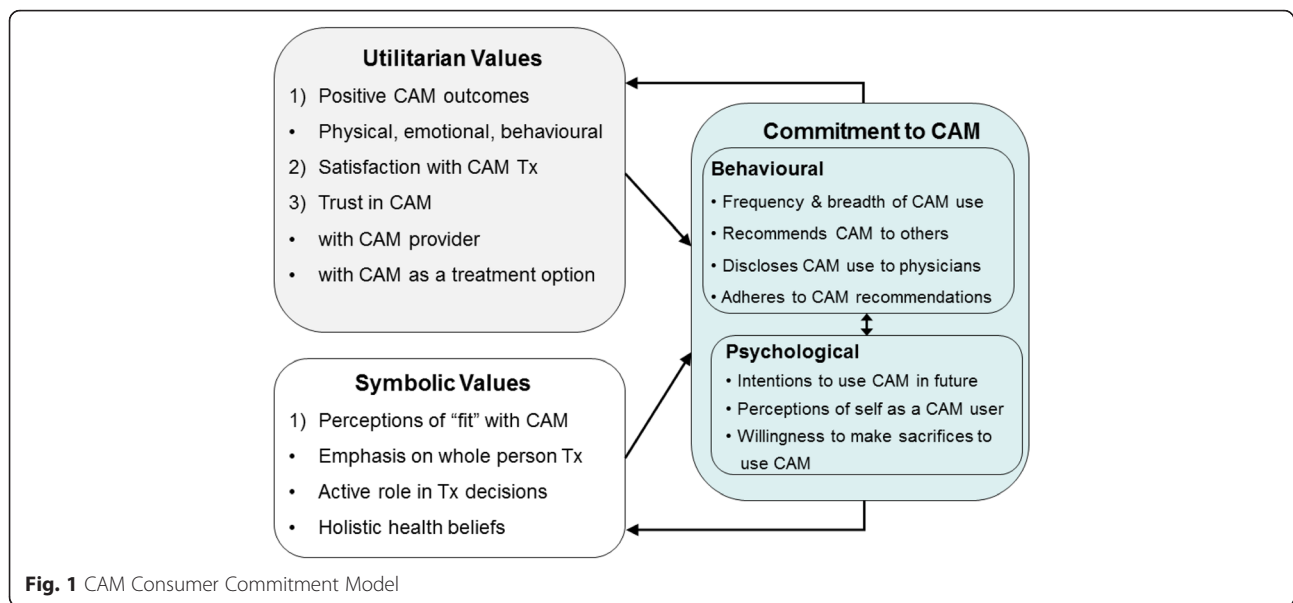 Utilitarian Values
1) Positive CAM outcomes
• Physical, emotional, behavioural
2) Satisfaction with CAM Tx
3) Trust in CAM
• with CAM provider
• with CAM as a treatment option
Symbolic Values
1) Perceptions of “fit” with CAM
• Emphasis on whole person Tx
• Active role in Tx decisions
• Holistic health beliefs
Commitment to CAM
Behavioural
• Frequency & breadth of CAM use
• Recommends CAM to others
• Discloses CAM use to physicians
• Adheres to CAM recommendations
Psychological
• Intentions to use CAM in future
• Perceptions of self as a CAM user
• Willingness to make sacrifices to
use CAM
Fig. 1 CAM Consumer Commitment Model